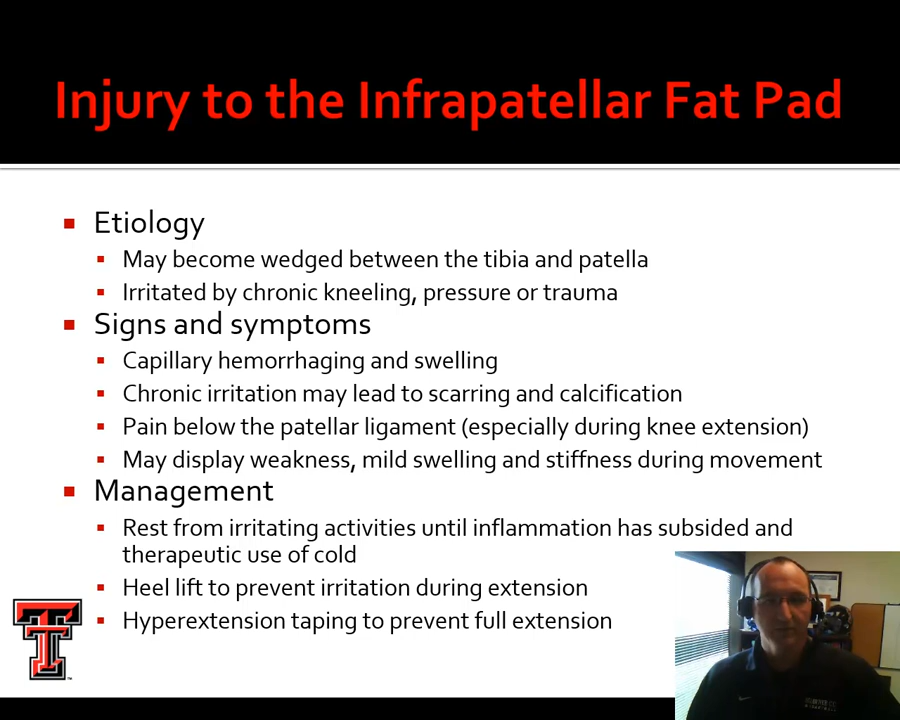 Injury to the Infrapatellar Fat Pad
Etiology
May become wedged between the tibia and patella
Irritated by chronic kneeling, pressure or trauma
Signs and symptoms
Capillary hemorrhaging and swelling
Chronic irritation may lead to scarring and calcification
Pain below the patellar ligament (especially during knee extension)
May display weakness, mild swelling and stiffness during movement
Management
Rest from irritating activities until inflammation has subsided and
therapeutic use of cold
Heel lift to prevent irritation during extension
Hyperextension taping to prevent full extension